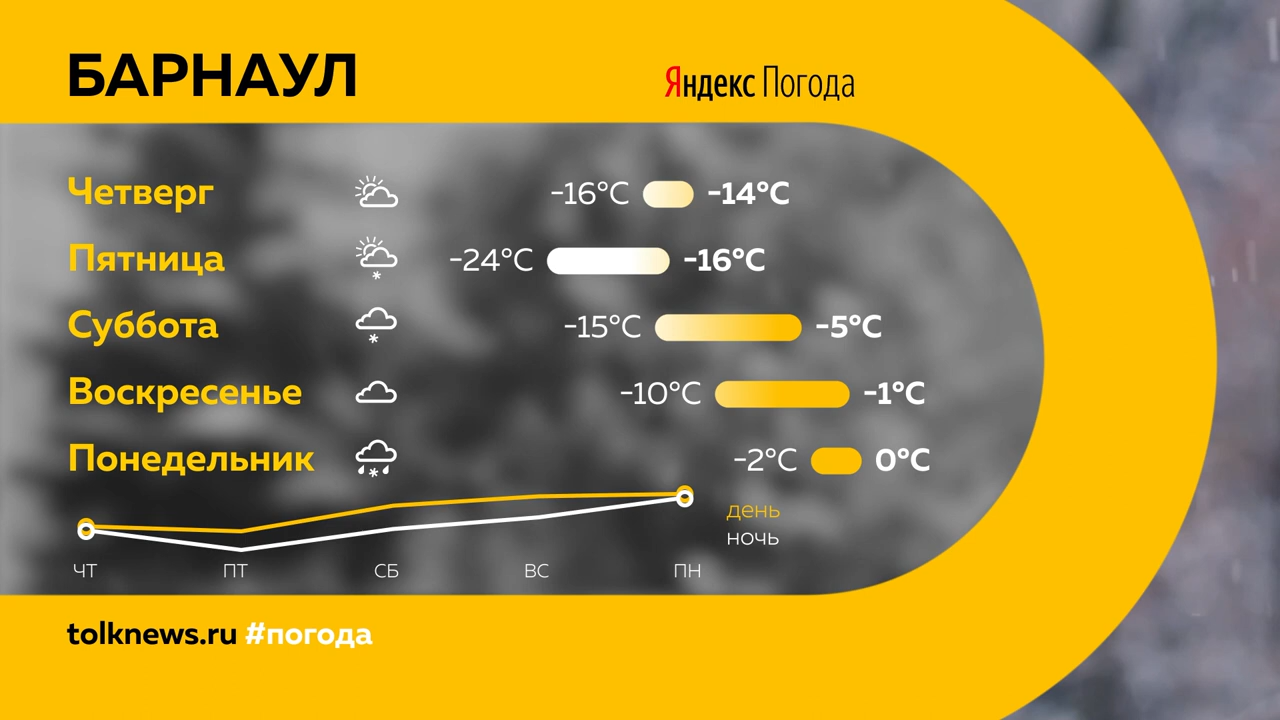 БАРНАУЛ
Яндекс Погода
Четверг -16°C -14°C
Пятница -24°C -16°C
Суббота -15°C -5°C
Воскресенье -10°C -1°C
Понедельник -2°C 0°C
день
ночь
ЧТ ПТ СБ ВС ПН
tolknews.ru #погода